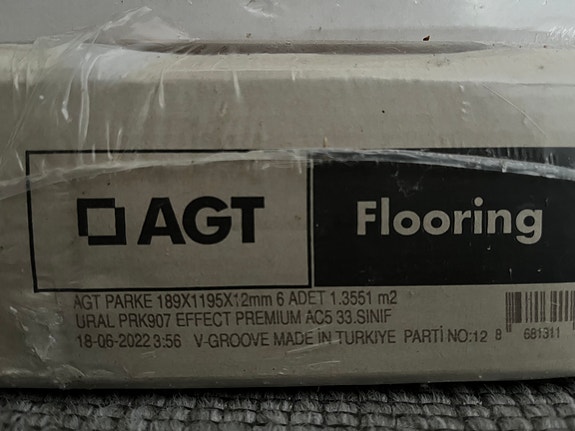 AGT
Flooring
AGT PARKE 189X1195X12mm 6 ADET 1.3551 m2
URAL PRK907 EFFECT PREMIUM AC5 33.SINIF
18-06-2022 3:56 V-GROOVE MADE İN TURKIYE PARTİ NO:12 8 681311